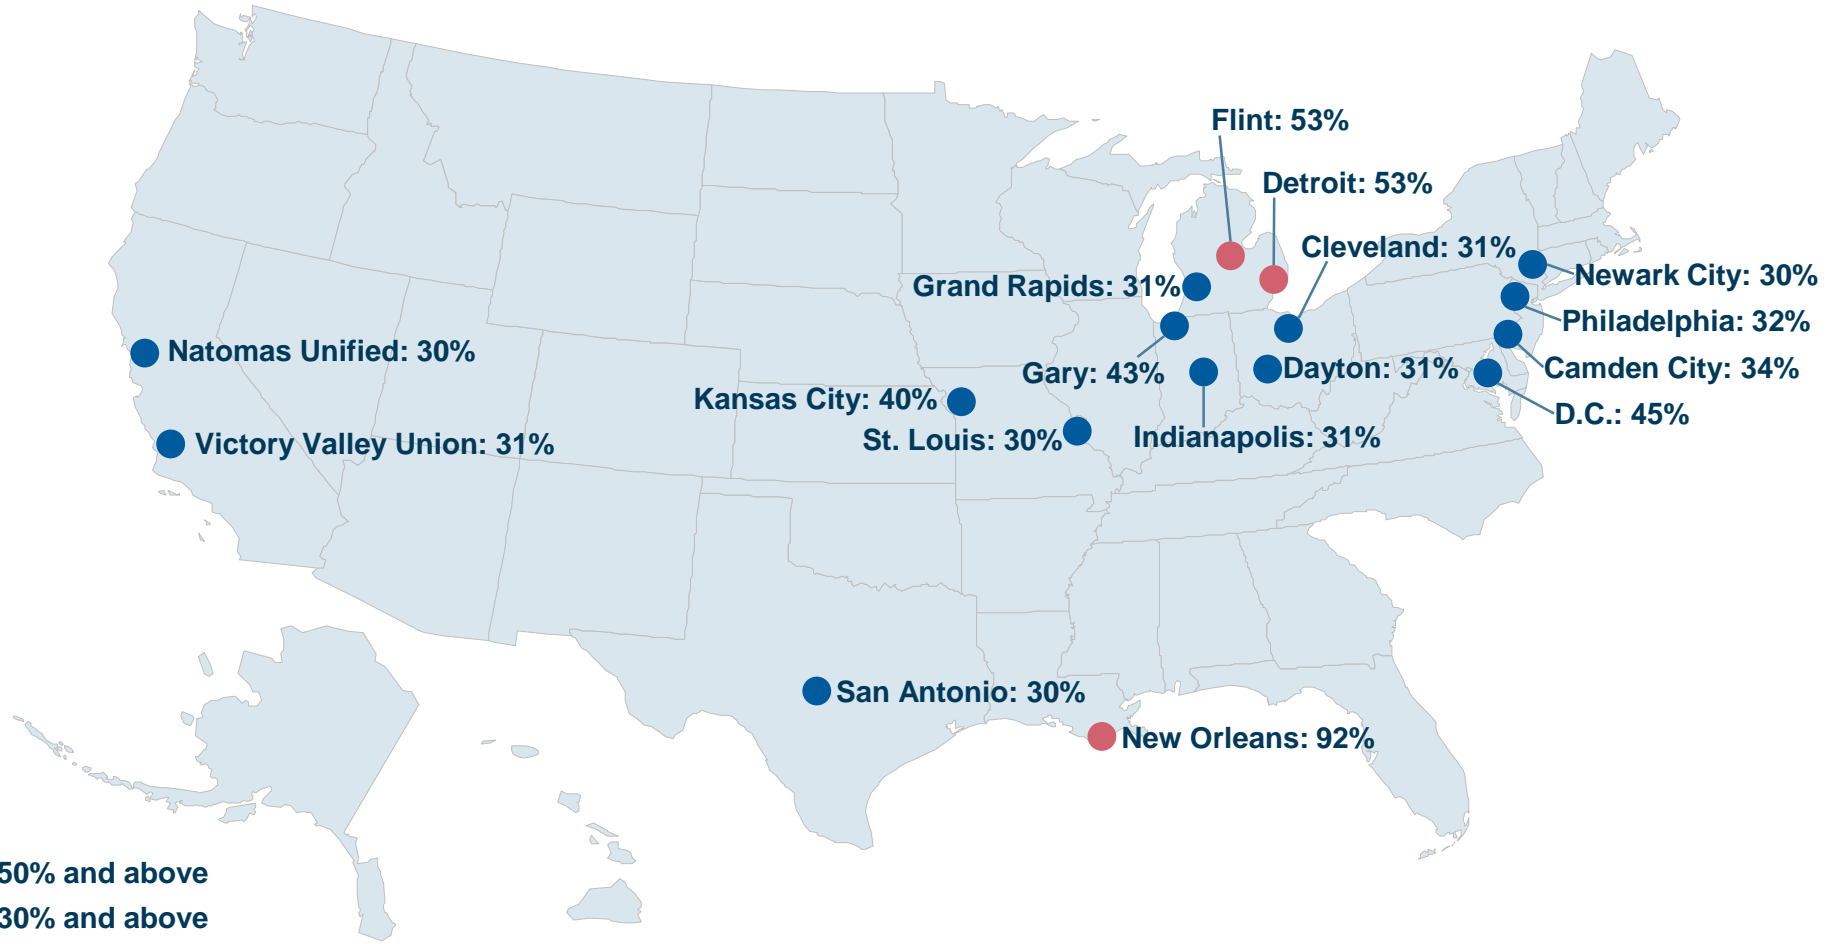 Flint: 53%
Detroit: 53%
Cleveland: 31%
Newark City: 30%
Grand Rapids: 31%
Philadelphia: 32%
Natomas Unified: 30%
Gary: 43%
Dayton: 31%
Camden City: 34%
Kansas City: 40%
D.C.: 45%
St. Louis: 30%
Indianapolis: 31%
Victory Valley Union: 31%
San Antonio: 30%
New Orleans: 92%
50% and above
30% and above